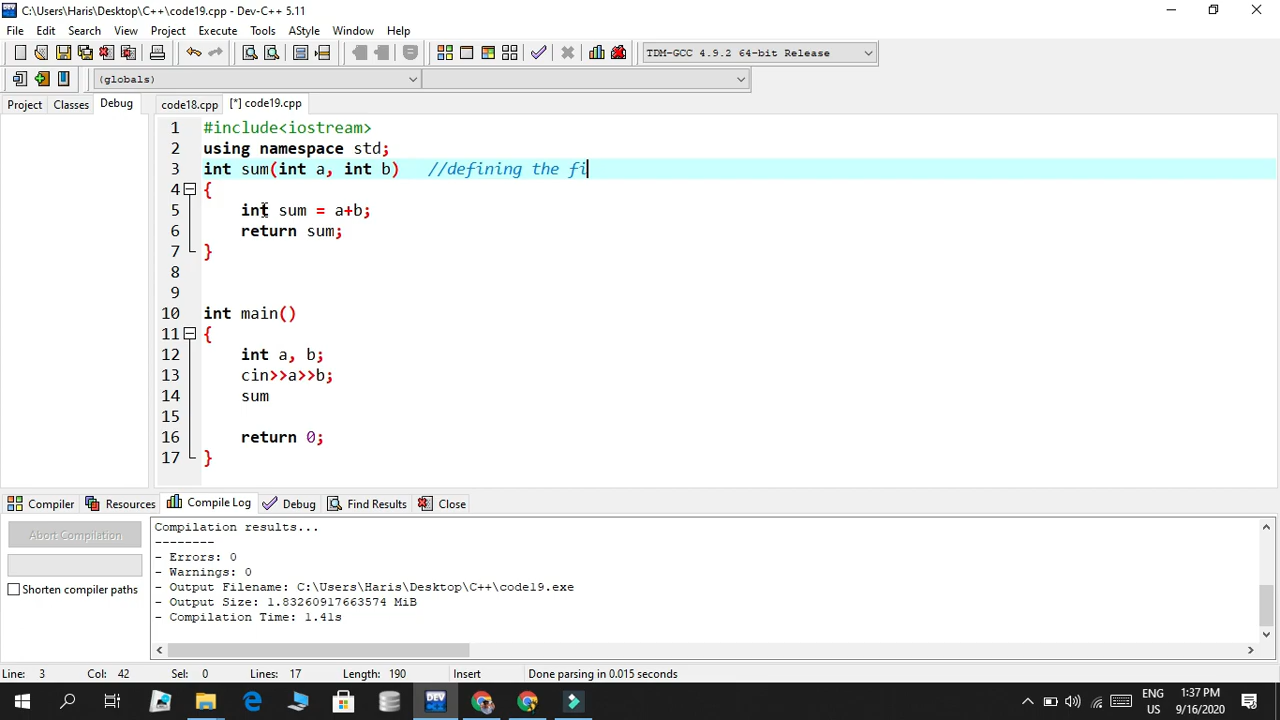 C:\Users\Haris\Desktop\C++\code19.cpp - Dev-C++ 5.11
File Edit Search View Project Execute Tools AStyle Window Help
TDM-GCC 4.9.2 64-bit Release
(globals)
Project Classes Debug code18.cpp [*] code19.cpp
1 #include<iostream>
2 using namespace std;
3 int sum(int a, int b) //defining the fi
4 {
5 int sum = a+b;
6 return sum;
7 }
8
9
10 int main()
11 {
12 int a, b;
13 cin>>a>>b;
14 sum
15
16 return 0;
17 }
Compiler Resources Compile Log Debug Find Results Close
Abort Compilation
Shorten compiler paths
Compilation results...
--------
- Errors: 0
- Warnings: 0
- Output Filename: C:\Users\Haris\Desktop\C++\code19.exe
- Output Size: 1.83260917663574 MiB
- Compilation Time: 1.41s
Line: 3 Col: 42 Sel: 0 Lines: 17 Length: 190 Insert Done parsing in 0.015 seconds
DEV
ENG
US
1:37 PM
9/16/2020